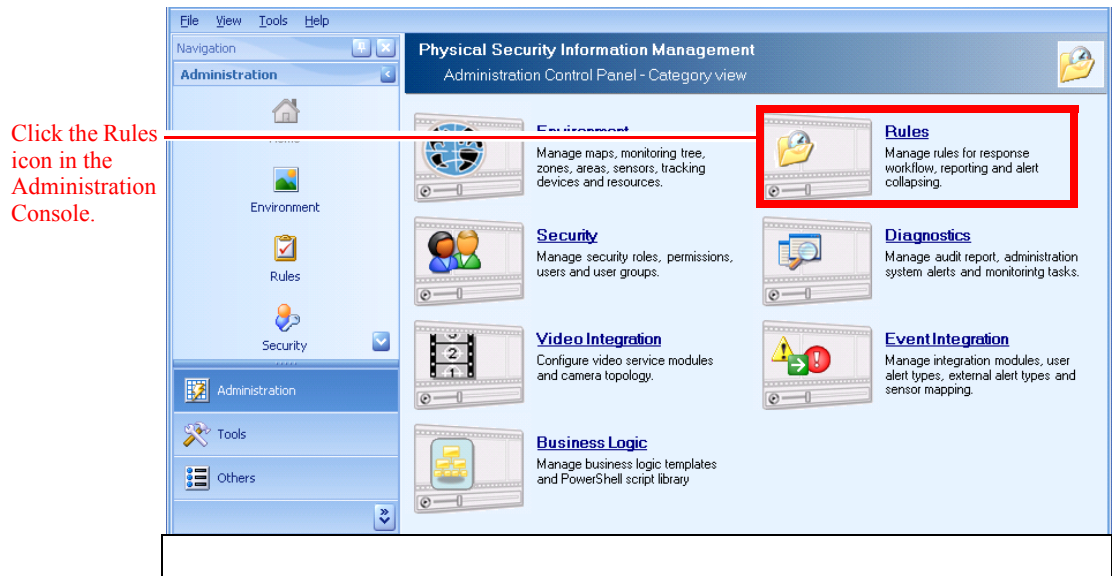 File View Tools Help
Navigation
Administration
Home
Environment
Rules
Security
Administration
Tools
Others
Click the Rules
icon in the
Administration
Console.
Physical Security Information Management
Administration Control Panel - Category view
Environment
Manage maps, monitoring tree,
zones, areas, sensors, tracking
devices and resources.
Rules
Manage rules for response
workflow, reporting and alert
collapsing.
Security
Manage security roles, permissions,
users and user groups.
Diagnostics
Manage audit report, administration
system alerts and monitorintg tasks.
Video Integration
Configure video service modules
and camera topology.
Event Integration
Manage integration modules, user
alert types, external alert types and
sensor mapping.
Business Logic
Manage business logic templates
and PowerShell script library